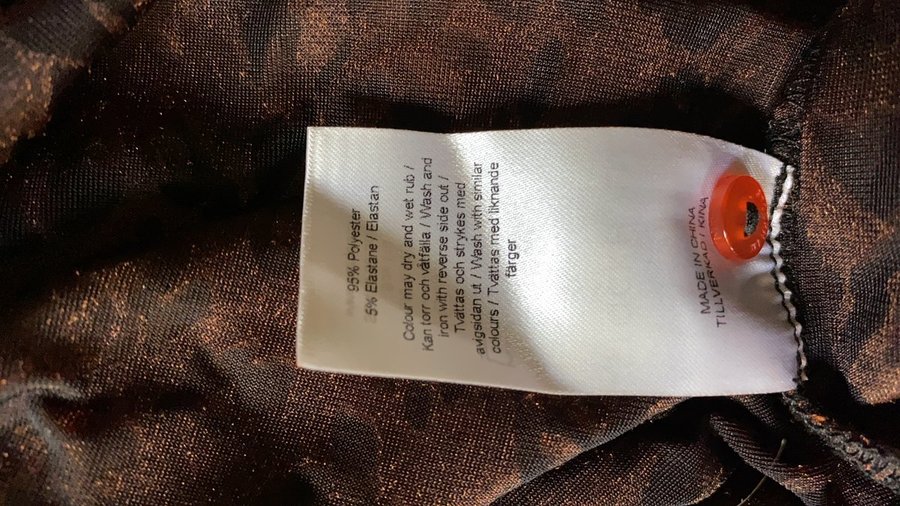 95% Polyester
5% Elastane / Elastan
Colour may dry and wet rub /
Kan torr och våtfälla / Wash and
iron with reverse side out /
Tvättas och strykes med
avigsidan ut / Wash with similar
colours / Tvättas med liknande
färger
MADE IN CHINA
TILLVERKAD I KINA